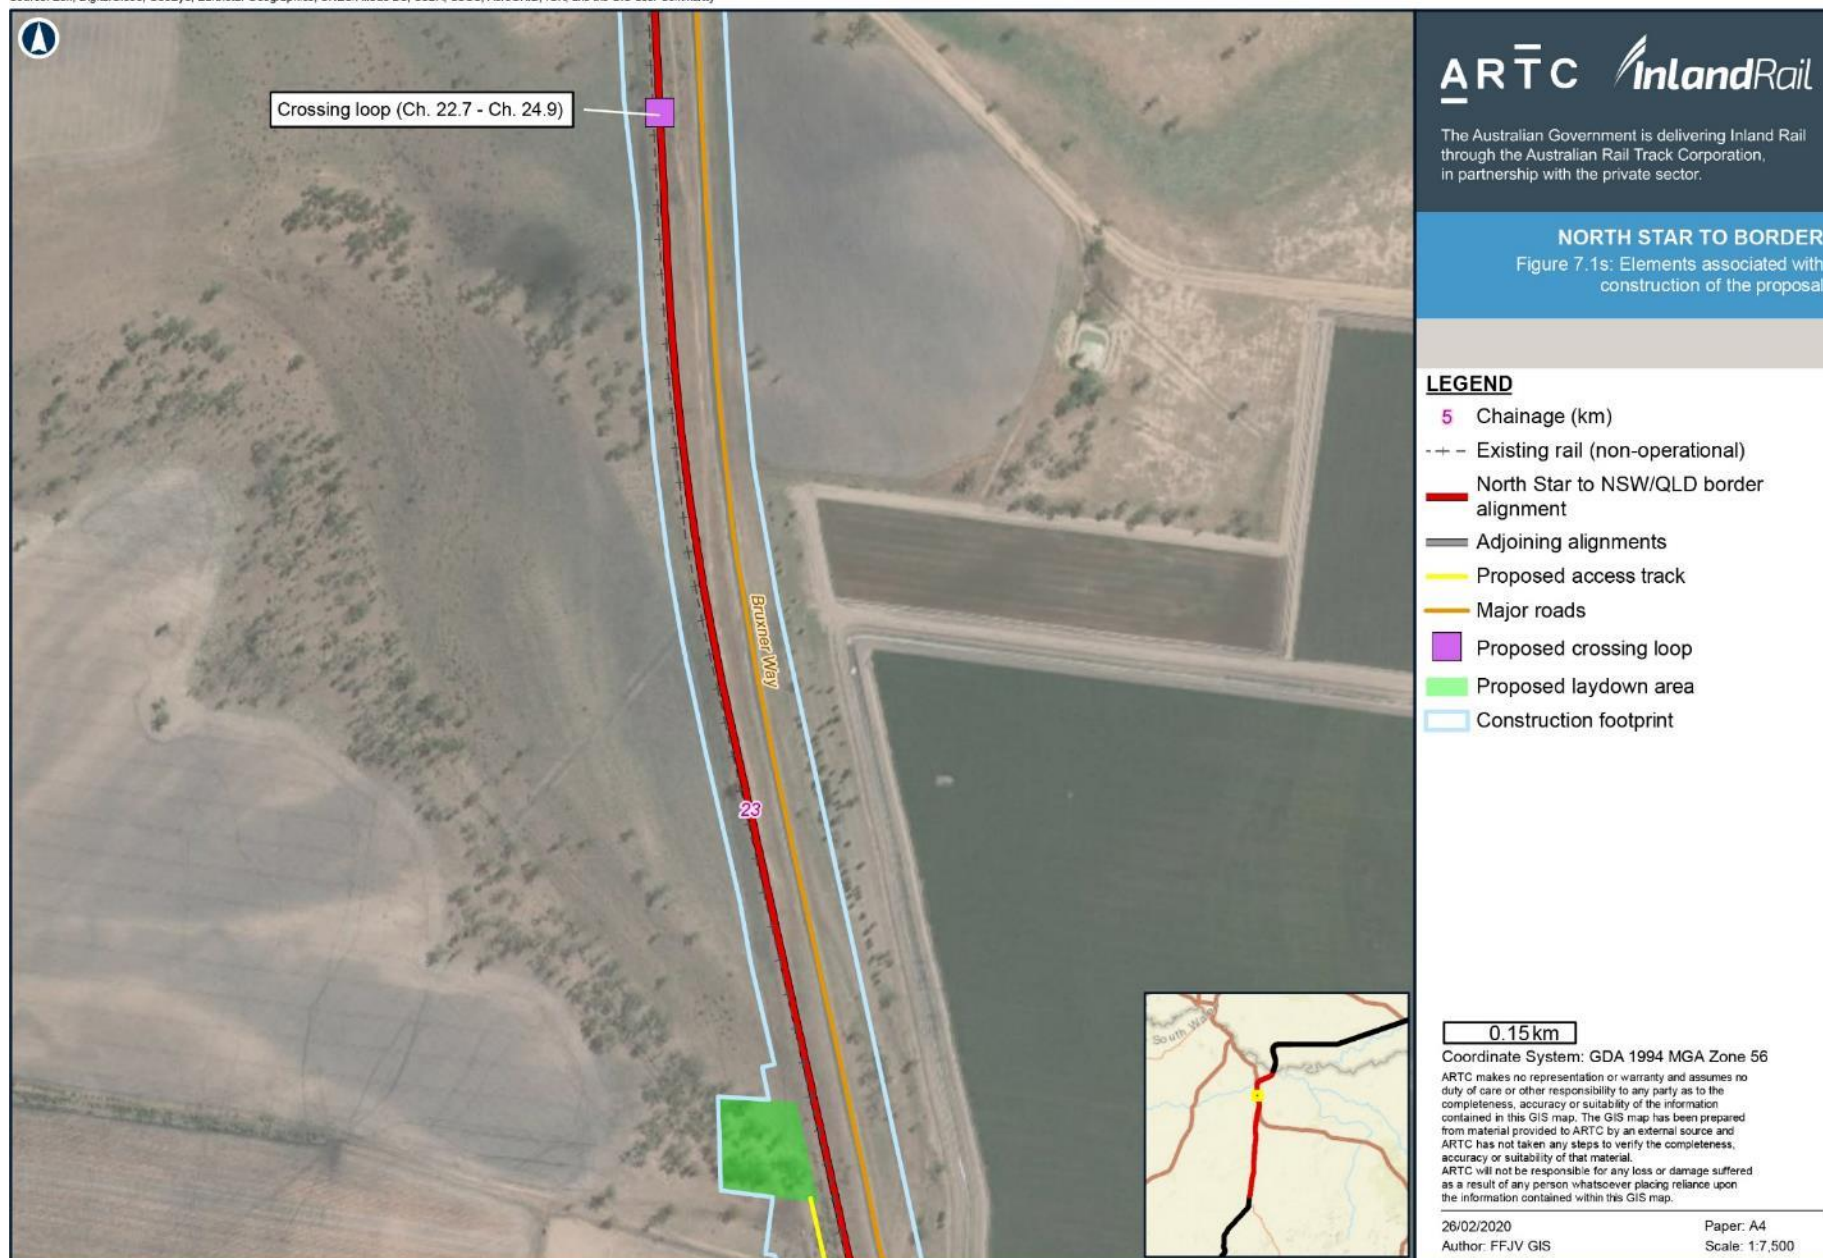 Crossing loop (Ch. 22.7 - Ch. 24.9)
Bruxner Way
23
South Wale
ARTC InlandRail
The Australian Government is delivering Inland Rail
through the Australian Rail Track Corporation,
in partnership with the private sector.
NORTH STAR TO BORDER
Figure 7.1s: Elements associated with
construction of the proposal
LEGEND
5 Chainage (km)
Existing rail (non-operational)
North Star to NSW/QLD border
alignment
Adjoining alignments
Proposed access track
Major roads
Proposed crossing loop
Proposed laydown area
Construction footprint
0.15km
Coordinate System: GDA 1994 MGA Zone 56
ARTC makes no representation or warranty and assumes no
duty of care or other responsibility to any party as to the
completeness, accuracy or suitability of the information
contained in this GIS map. The GIS map has been prepared
from material provided to ARTC by an external source and
ARTC has not taken any steps to verify the completeness,
accuracy or suitability of that material.
ARTC will not be responsible for any loss or damage suffered
as a result of any person whatsoever placing reliance upon
the information contained within this GIS map.
26/02/2020 Paper: A4
Author: FFJV GIS Scale: 1:7,500